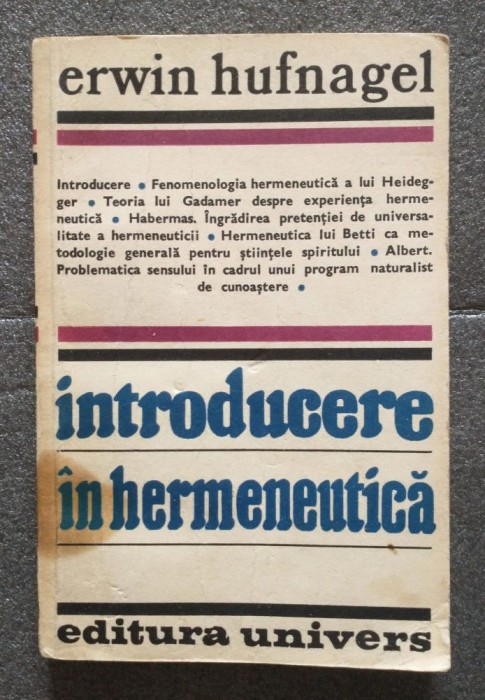 erwin hufnagel
Introducere • Fenomenologia hermeneutică a lui Heideg-
ger • Teoria lui Gadamer despre experiența herme-
neutică • Habermas. Îngrădirea pretenției de universa-
litate a hermeneuticii • Hermeneutica lui Betti ca me-
todologie generală pentru științele spiritului • Albert.
Problematica sensului în cadrul unui program naturalist
de cunoaștere •
introducere
în hermeneutică
editura univers